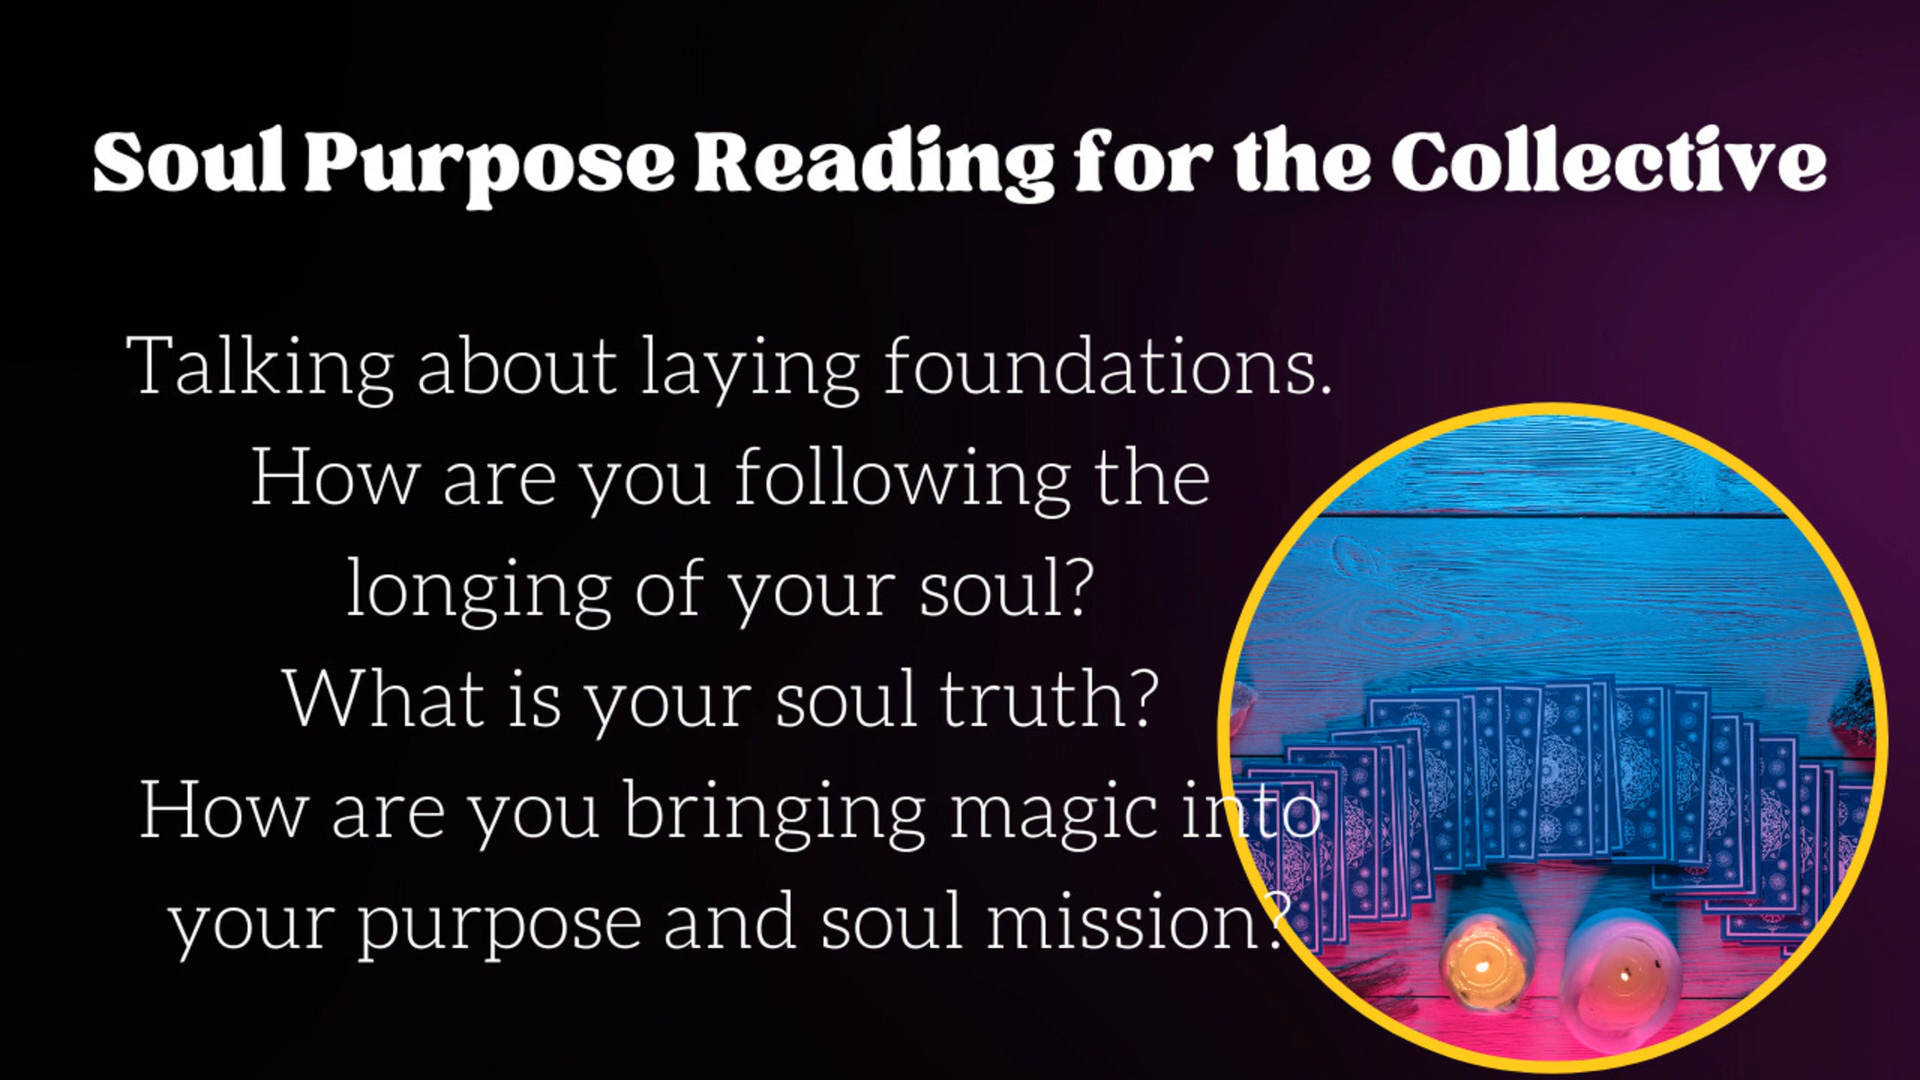 Soul Purpose Reading for the Collective
Talking about laying foundations.
How are you following the
longing of your soul?
What is your soul truth?
How are you bringing magic into
your purpose and soul mission?